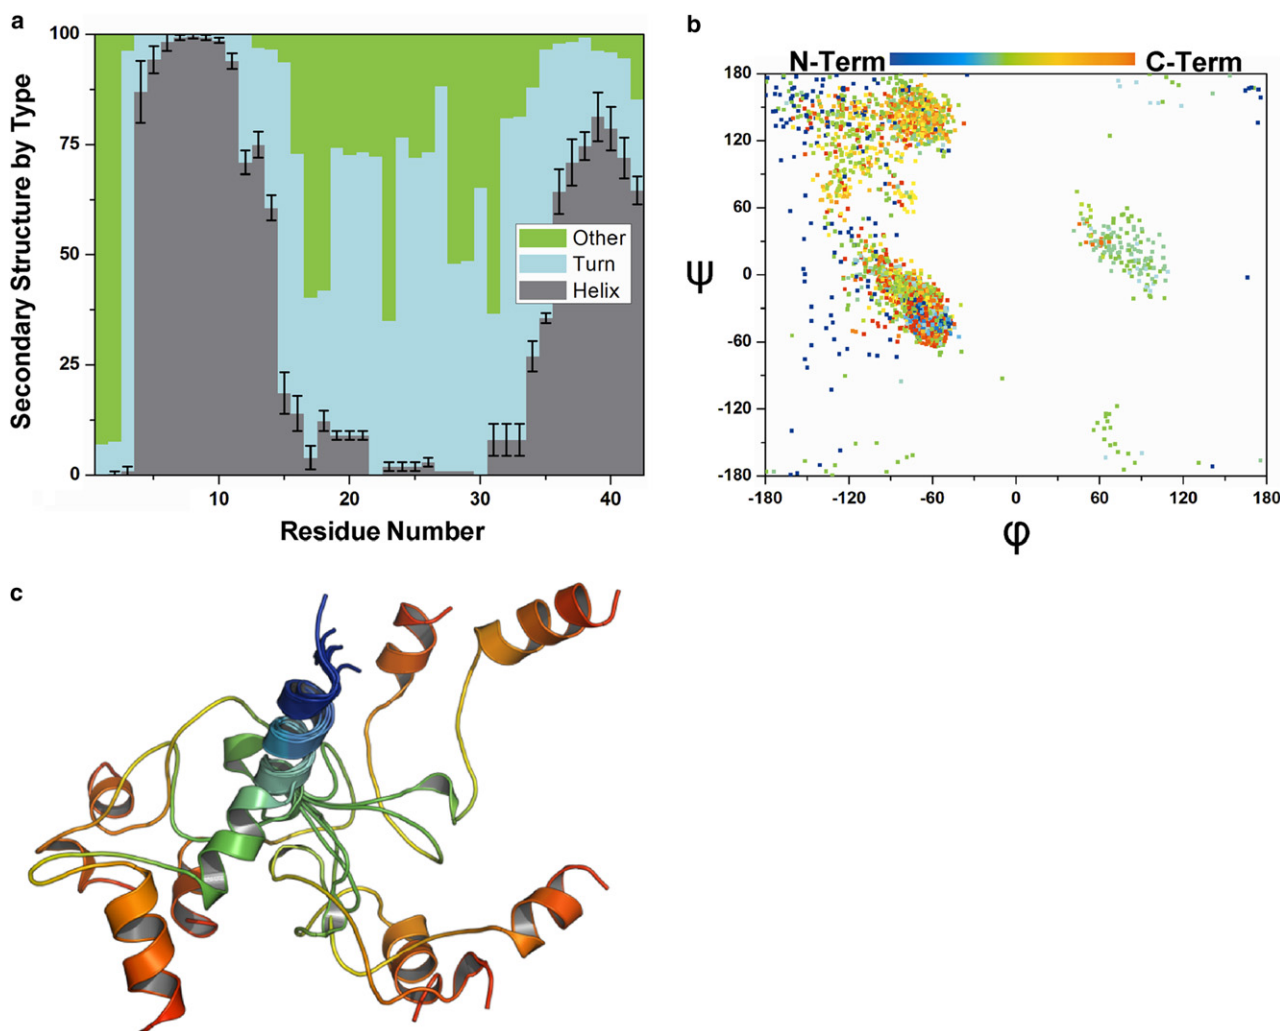 a
Secondary Structure by Type
100
75
50
25
0
Other
Turn
Helix
10
20
30
40
Residue Number
b
N-Term
C-Term
180
120
60
0
-60
-120
-180
ψ
-180
-120
-60
0
60
120
180
φ
c